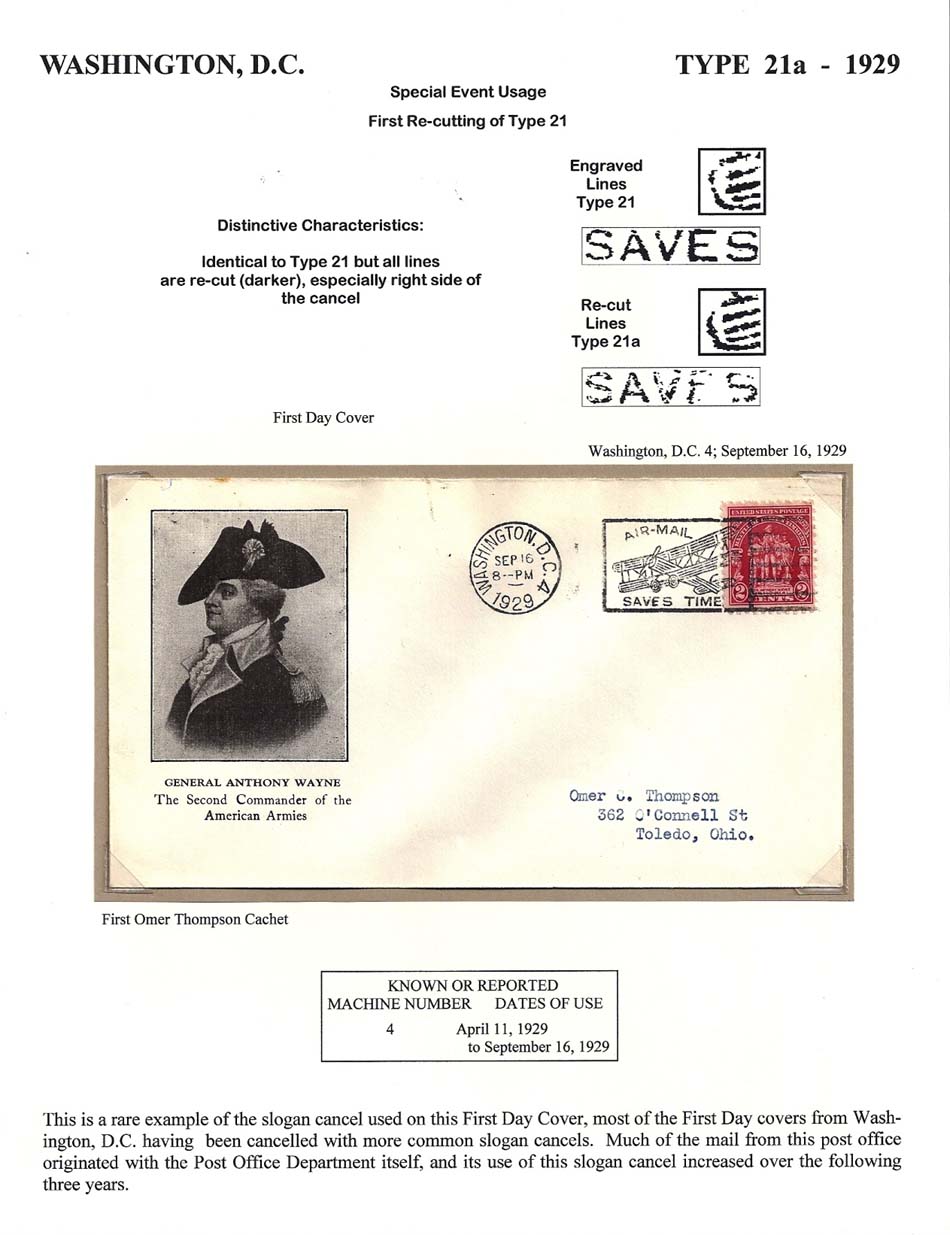 WASHINGTON, D.C.
TYPE 21a - 1929
Special Event Usage
First Re-cutting of Type 21
Engraved
Lines
Type 21
SAVES
Distinctive Characteristics:
Identical to Type 21 but all lines
are re-cut (darker), especially right side of
the cancel
Re-cut
Lines
Type 21a
SAVES
First Day Cover
Washington, D.C. 4; September 16, 1929
WASHINGTON, D.C. 4
SEP 16
8--PM
1929
AIR-MAIL
SAVES TIME
UNITED STATES POSTAGE
2 CENTS 2
GENERAL ANTHONY WAYNE
The Second Commander of the
American Armies
Omer C. Thompson
362 O'Connell St
Toledo, Ohio.
First Omer Thompson Cachet
KNOWN OR REPORTED
MACHINE NUMBER DATES OF USE
4 April 11, 1929
to September 16, 1929
This is a rare example of the slogan cancel used on this First Day Cover, most of the First Day covers from Wash-
ington, D.C. having been cancelled with more common slogan cancels. Much of the mail from this post office
originated with the Post Office Department itself, and its use of this slogan cancel increased over the following
three years.